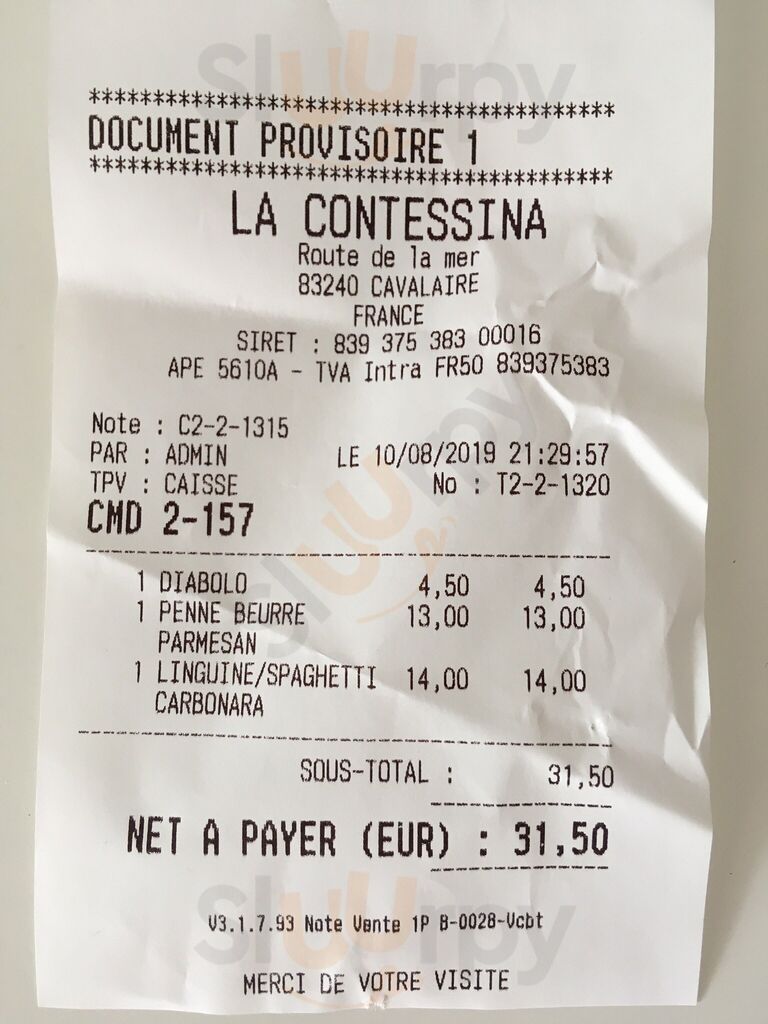 ******************************************
DOCUMENT PROVISOIRE 1
******************************************
LA CONTESSINA
Route de la mer
83240 CAVALAIRE
FRANCE
SIRET : 839 375 383 00016
APE 5610A - TVA Intra FR50 839375383
Note : C2-2-1315
PAR : ADMIN LE 10/08/2019 21:29:57
TPV : CAISSE No : T2-2-1320
CMD 2-157
1 DIABOLO 4,50 4,50
1 PENNE BEURRE 13,00 13,00
PARMESAN
1 LINGUINE/SPAGHETTI 14,00 14,00
CARBONARA
SOUS-TOTAL : 31,50
NET A PAYER (EUR) : 31,50
V3.1.7.93 Note Vente 1P B-0028-Vcbt
MERCI DE VOTRE VISITE
Sluurpy
Sluurpy
Sluurpy